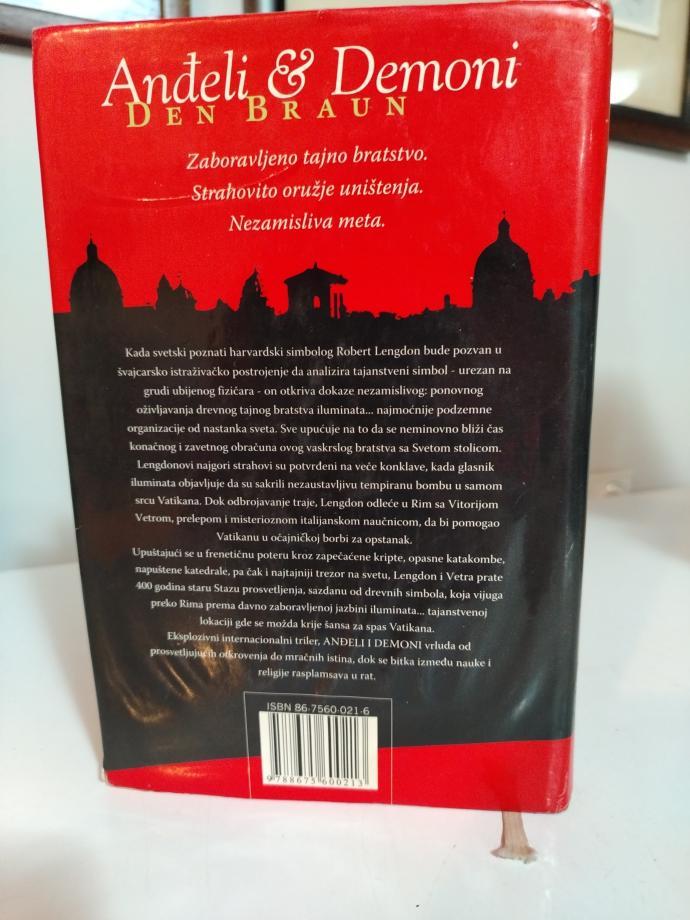 Anđeli & Demoni
DEN BRAUN
Zaboravljeno tajno bratstvo.
Strahovito oružje uništenja.
Nezamisliva meta.
Kada svetski poznati harvardski simbolog Robert Lengdon bude pozvan u
švajcarsko istraživačko postrojenje da analizira tajanstveni simbol - urezan na
grudi ubijenog fizičara - on otkriva dokaze nezamislivog: ponovnog
oživljavanja drevnog tajnog bratstva iluminata... najmoćnije podzemne
organizacije od nastanka sveta. Sve upućuje na to da se neminovno bliži čas
konačnog i zavetnog obračuna ovog vaskrslog bratstva sa Svetom stolicom.
Lengdonovi najgori strahovi su potvrđeni na veče konklave, kada glasnik
iluminata objavljuje da su sakrili nezaustavljivu tempiranu bombu u samom
srcu Vatikana. Dok odbrojavanje traje, Lengdon odleće u Rim sa Vitorijom
Vetrom, prelepom i misterioznom italijanskom naučnicom, da bi pomogao
Vatikanu u očajničkoj borbi za opstanak.
Upuštajući se u frenetičnu poteru kroz zapečaćene kripte, opasne katakombe,
napuštene katedrale, pa čak i najtajniji trezor na svetu, Lengdon i Vetra prate
400 godina staru Stazu prosvetljenja, sazdanu od drevnih simbola, koja vijuga
preko Rima prema davno zaboravljenoj jazbini iluminata... tajanstvenoj
lokaciji gde se možda krije šansa za spas Vatikana.
Eksplozivni internacionalni triler, ANĐELI I DEMONI vrluda od
prosvetljujućih otkrovenja do mračnih istina, dok se bitka između nauke i
religije rasplamsava u rat.
ISBN 86-7560-021-6
9788675600213